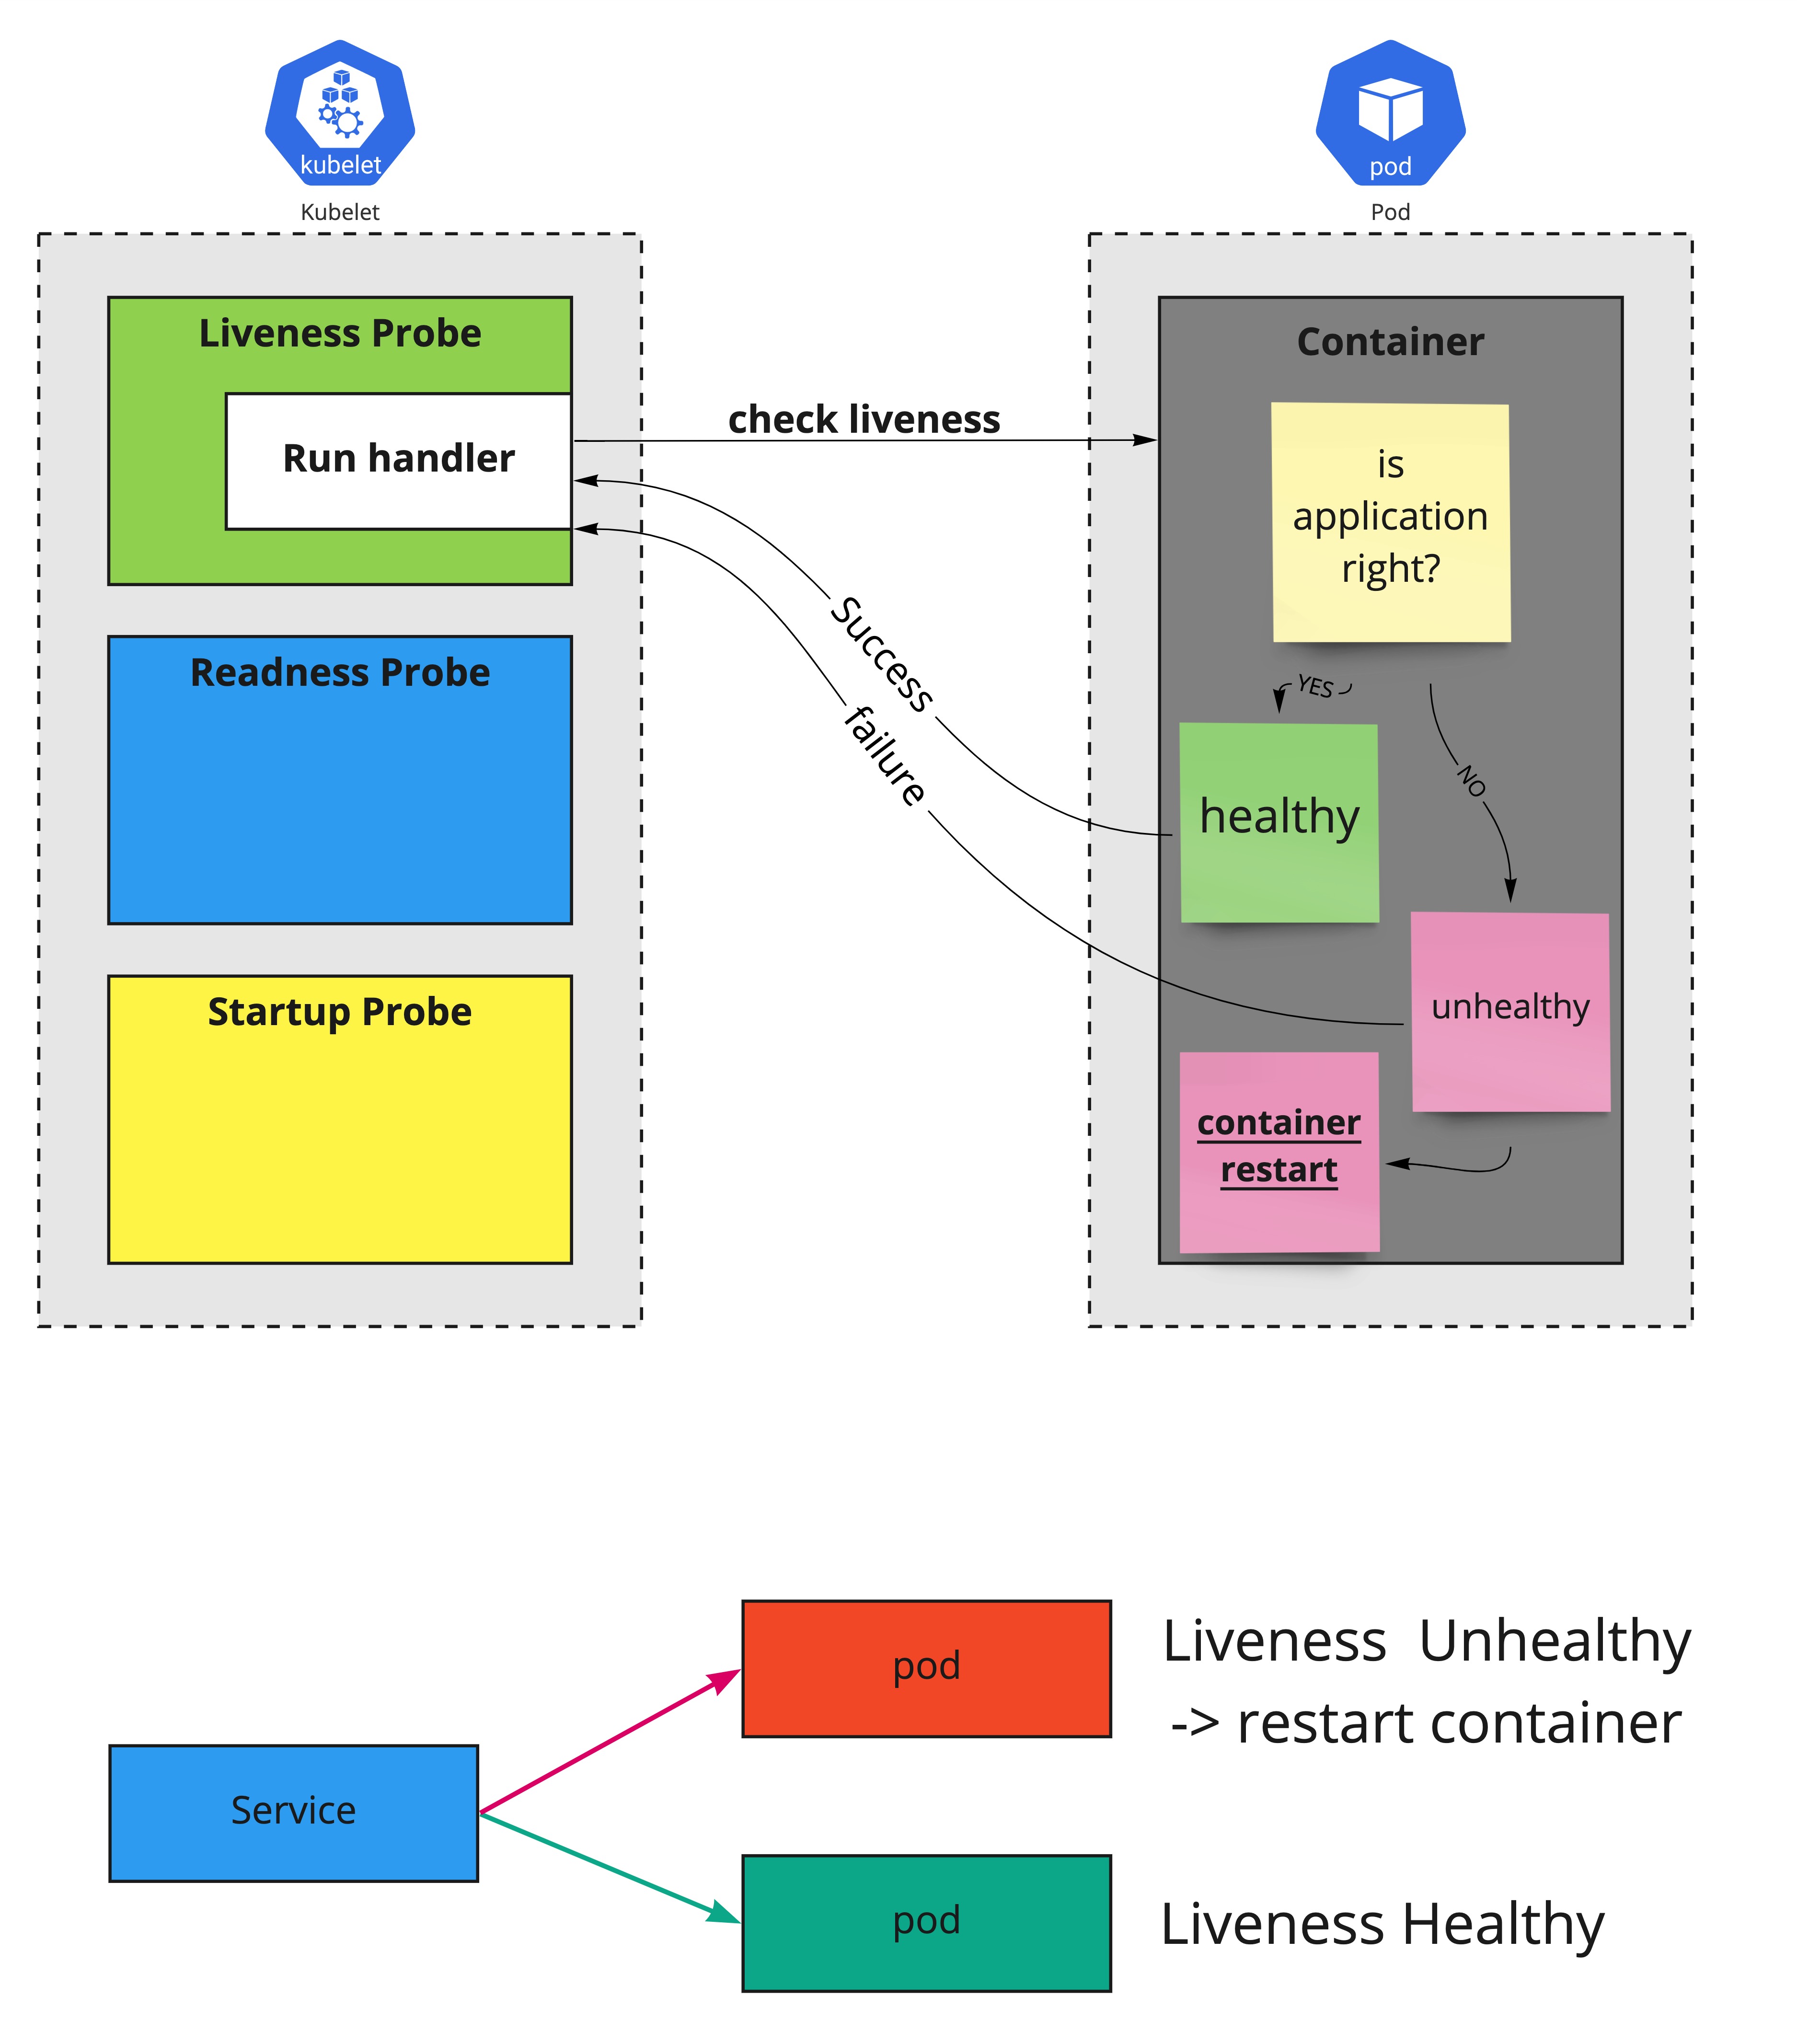 kubelet
Kubelet
pod
Pod
Liveness Probe
Run handler
Readness Probe
Startup Probe
check liveness
Success
failure
Container
is
application
right?
YES
NO
healthy
unhealthy
container
restart
Service
pod
Liveness  Unhealthy
-> restart container
pod
Liveness Healthy